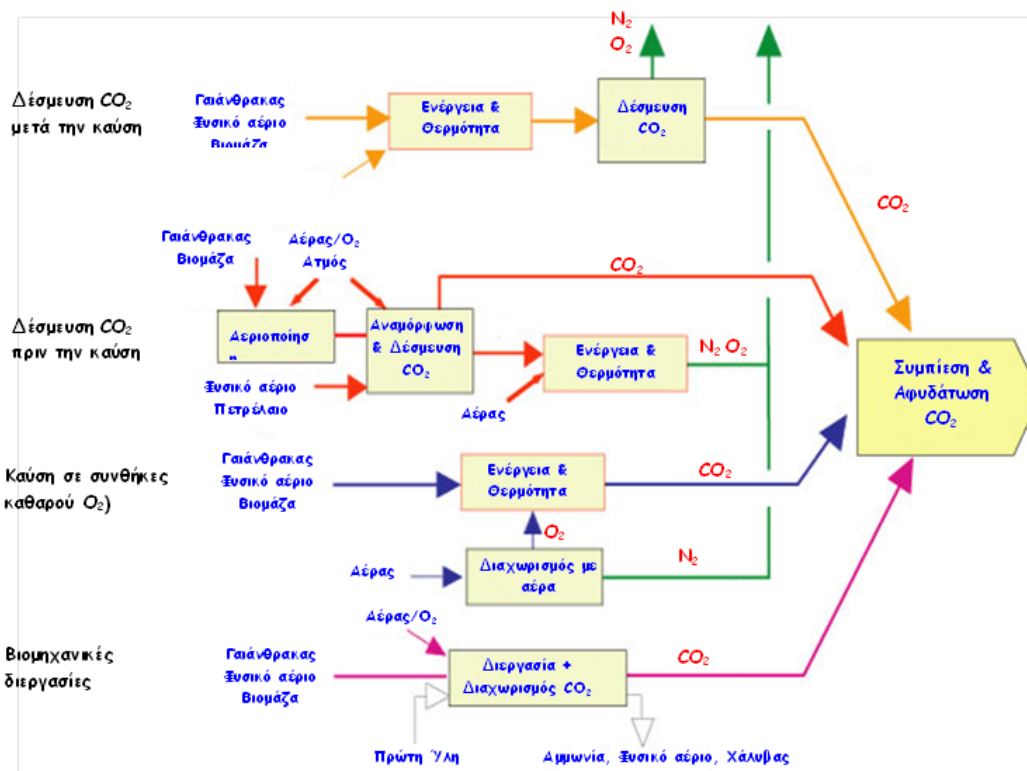 N₂
O₂
Δέσμευση CO₂
μετά την καύση
Γαιάνθρακας
Φυσικό αέριο
Βιομάζα
Ενέργεια &
Θερμότητα
Δέσμευση
CO₂
CO₂
Γαιάνθρακας
Βιομάζα
Αέρας/O₂
Ατμός
CO₂
Δέσμευση CO₂
πριν την καύση
Αεριοποίησ
Αναμόρφωση
& Δέσμευση
CO₂
Ενέργεια &
Θερμότητα
N₂ O₂
Φυσικό αέριο
Πετρέλαιο
Αέρας
Συμπίεση &
Αφυδάτωση
CO₂
Καύση σε συνθήκες
καθαρού O₂)
Γαιάνθρακας
Φυσικό αέριο
Βιομάζα
Ενέργεια &
Θερμότητα
CO₂
O₂
Αέρας
Διαχωρισμός με
αέρα
N₂
Αέρας/O₂
Βιομηχανικές
διεργασίες
Γαιάνθρακας
Φυσικό αέριο
Βιομάζα
Διεργασία +
Διαχωρισμός CO₂
CO₂
Πρώτη Ύλη
Αμμωνία, Φυσικό αέριο, Χάλυβας